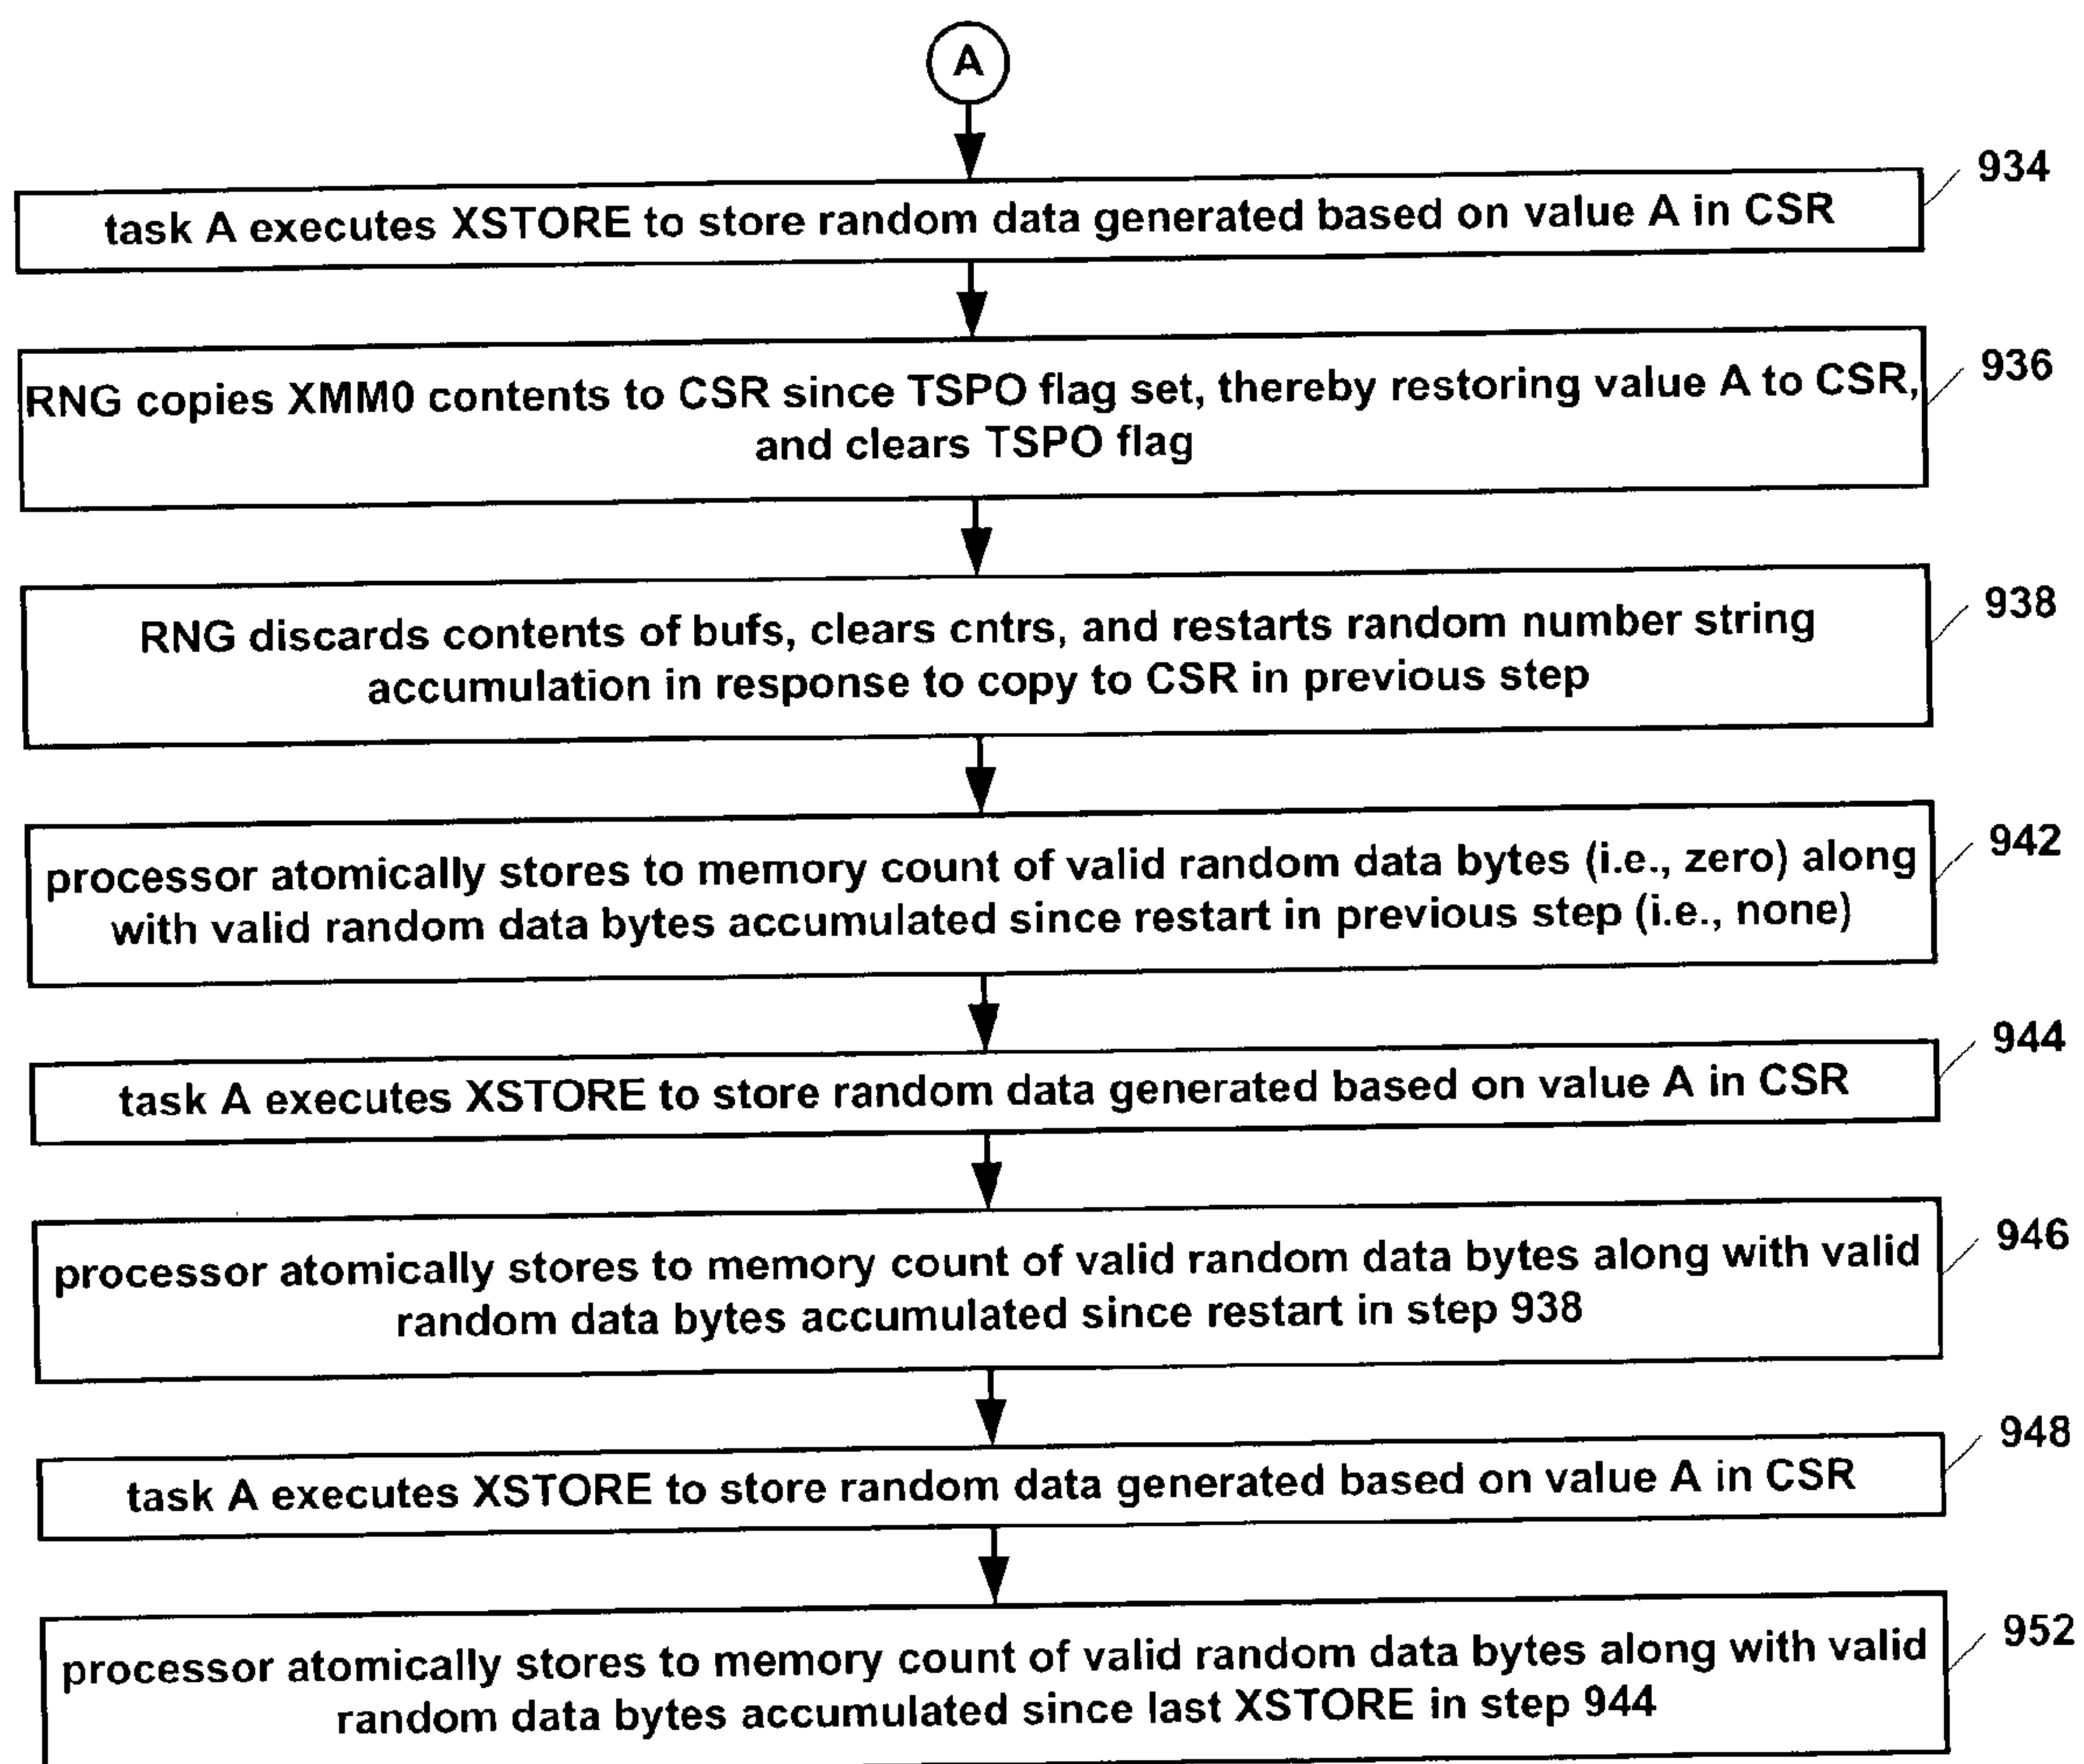 A
934
task A executes XSTORE to store random data generated based on value A in CSR
936
RNG copies XMM0 contents to CSR since TSPO flag set, thereby restoring value A to CSR,
and clears TSPO flag
938
RNG discards contents of bufs, clears cntrs, and restarts random number string
accumulation in response to copy to CSR in previous step
942
processor atomically stores to memory count of valid random data bytes (i.e., zero) along
with valid random data bytes accumulated since restart in previous step (i.e., none)
944
task A executes XSTORE to store random data generated based on value A in CSR
946
processor atomically stores to memory count of valid random data bytes along with valid
random data bytes accumulated since restart in step 938
948
task A executes XSTORE to store random data generated based on value A in CSR
952
processor atomically stores to memory count of valid random data bytes along with valid
random data bytes accumulated since last XSTORE in step 944